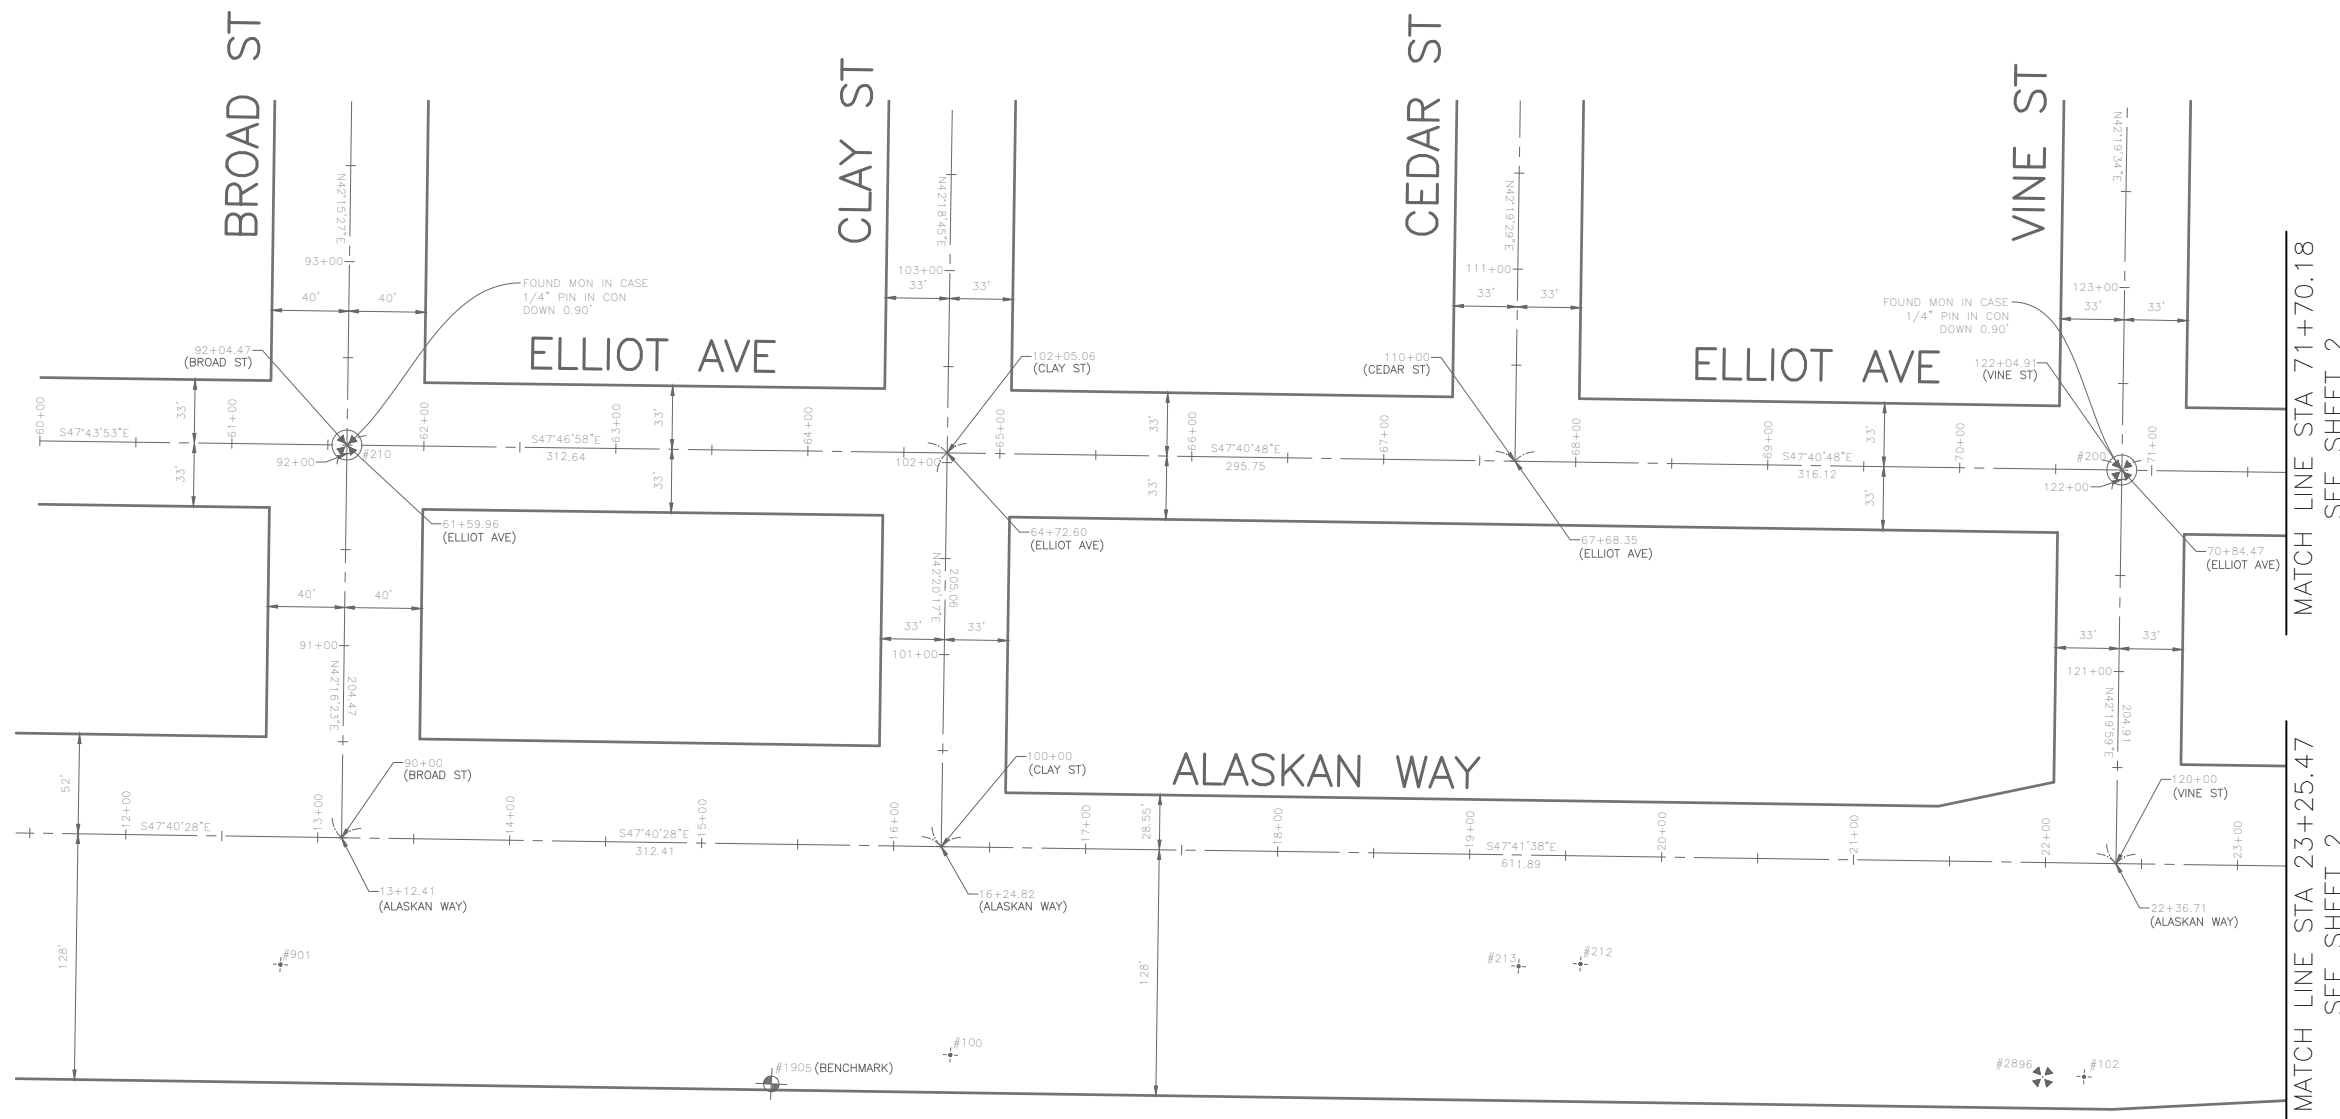 BROAD ST
CLAY ST
CEDAR ST
VINE ST
N42°15'27"E
N42°18'45"E
N42°19'29"E
N42°19'34"E
93+00
103+00
111+00
123+00
40'
40'
33'
33'
33'
33'
33'
33'
FOUND MON IN CASE
1/4" PIN IN CON
DOWN 0.90'
FOUND MON IN CASE
1/4" PIN IN CON
DOWN 0.90'
92+04.47
(BROAD ST)
ELLIOT AVE
102+05.06
(CLAY ST)
110+00
(CEDAR ST)
ELLIOT AVE
122+04.91
(VINE ST)
60+00
61+00
62+00
63+00
64+00
65+00
66+00
67+00
68+00
69+00
70+00
71+00
33'
33'
33'
33'
33'
33'
33'
33'
S47°43'53"E
S47°46'58"E
312.64
S47°40'48"E
295.75
S47°40'48"E
316.12
92+00
#210
102+00
#200
122+00
61+59.96
(ELLIOT AVE)
64+72.60
(ELLIOT AVE)
67+68.35
(ELLIOT AVE)
70+84.47
(ELLIOT AVE)
MATCH LINE STA 71+70.18
SEE SHEET 2
40'
40'
91+00
N42°16'23"E
204.47
N42°20'17"E
205.06
33'
33'
101+00
33'
33'
121+00
N42°19'59"E
204.91
90+00
(BROAD ST)
100+00
(CLAY ST)
ALASKAN WAY
120+00
(VINE ST)
52'
12+00
13+00
14+00
15+00
16+00
17+00
18+00
19+00
20+00
21+00
22+00
23+00
28.55'
S47°40'28"E
S47°40'28"E
312.41
S47°41'38"E
611.89
13+12.41
(ALASKAN WAY)
16+24.82
(ALASKAN WAY)
22+36.71
(ALASKAN WAY)
128'
128'
#901
#213
#212
#100
#1905 (BENCHMARK)
#2896
#102
MATCH LINE STA 23+25.47
SEE SHEET 2